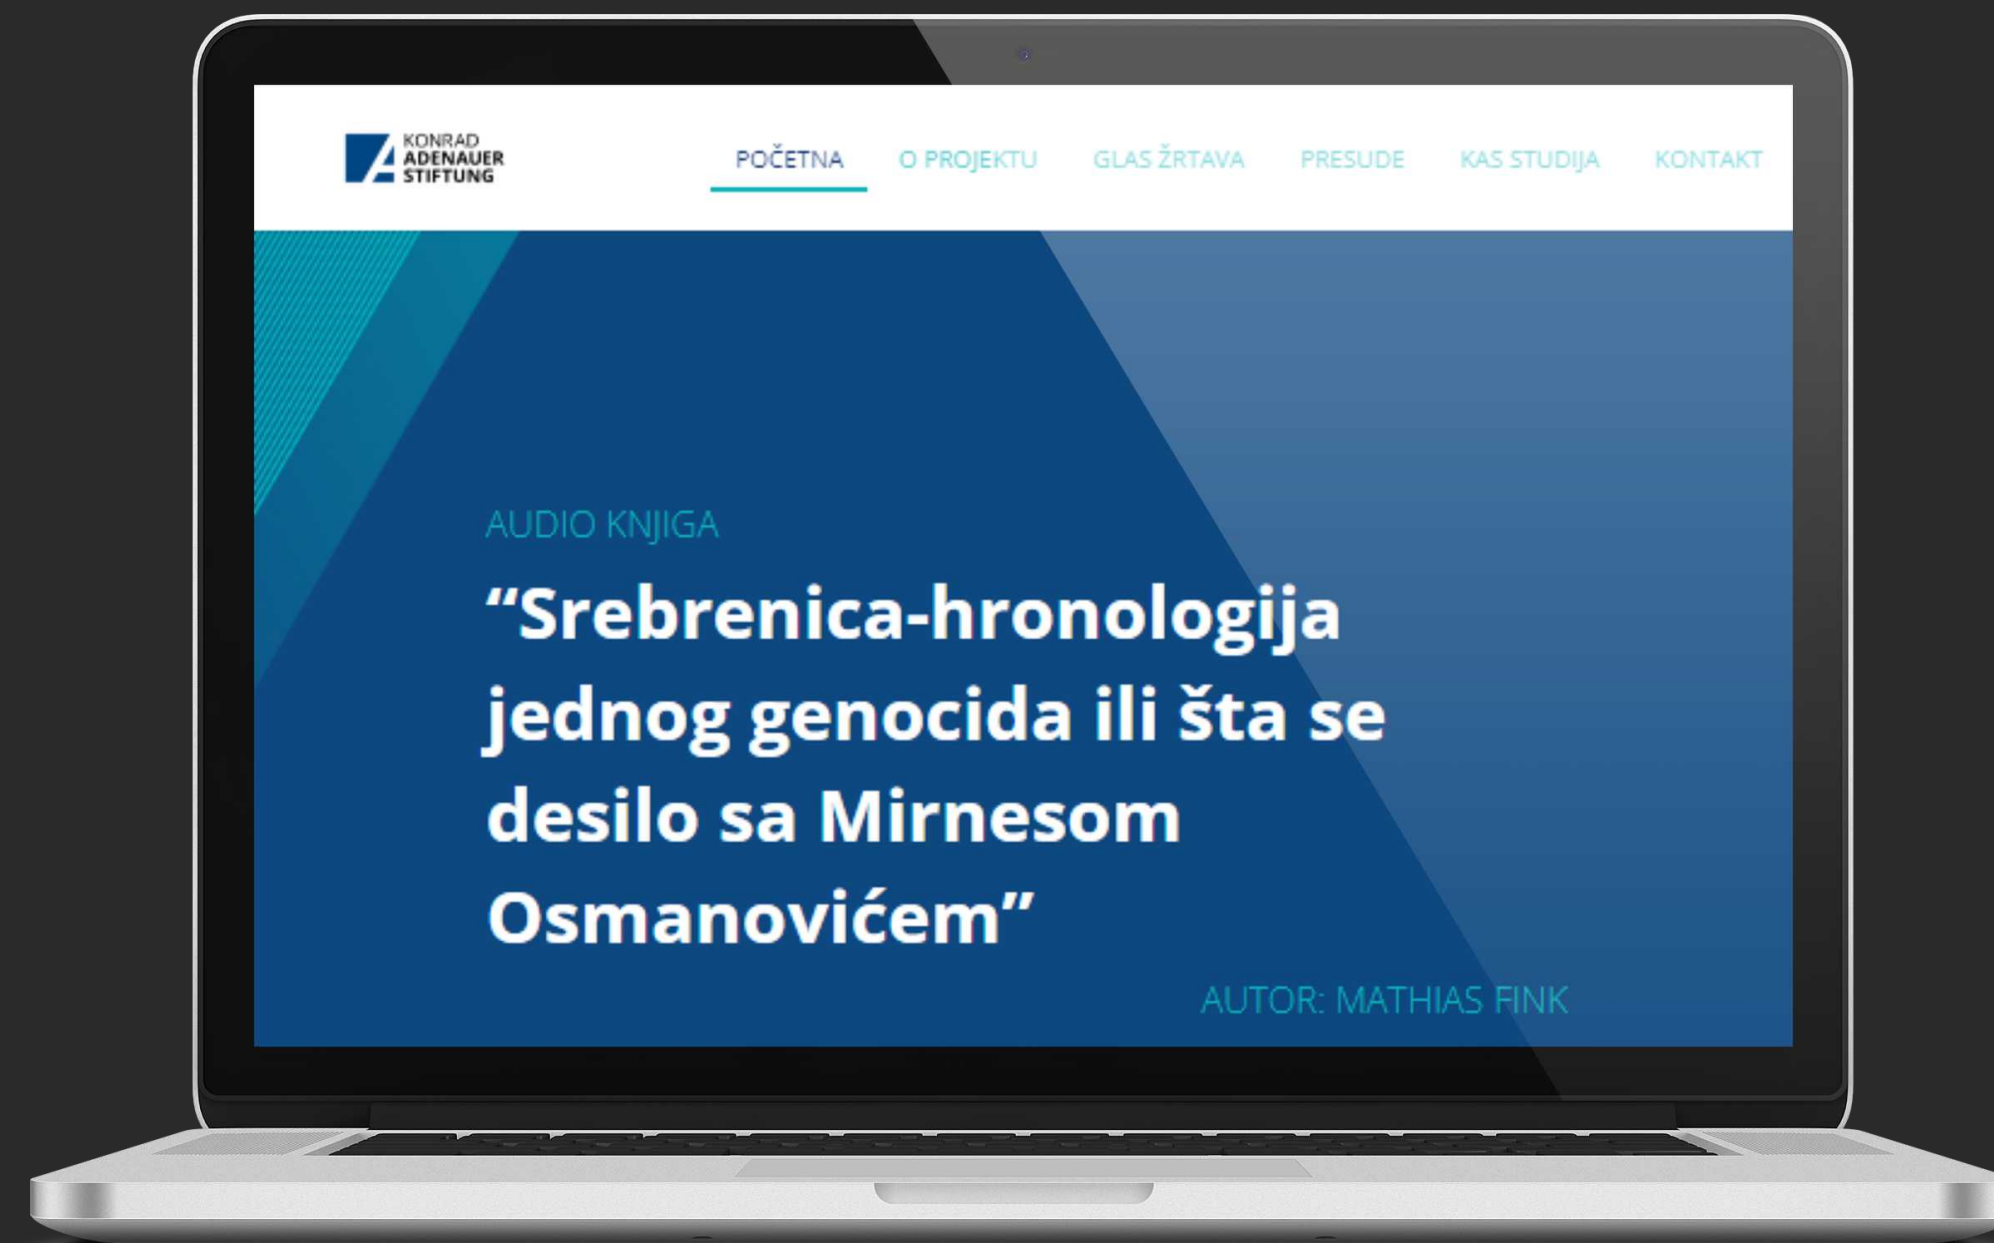 KONRAD
ADENAUER
STIFTUNG
POČETNA O PROJEKTU GLAS ŽRTAVA PRESUDE KAS STUDIJA KONTAKT
AUDIO KNJIGA
“Srebrenica-hronologija
jednog genocida ili šta se
desilo sa Mirnesom
Osmanovićem”
AUTOR: MATHIAS FINK